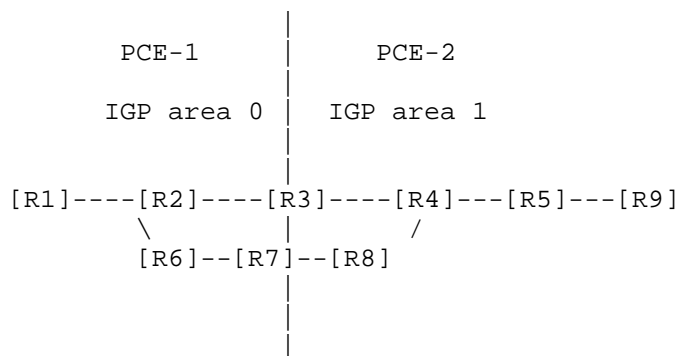 PCE-1 PCE-2
IGP area 0 IGP area 1
[R1]----[R2]----[R3]----[R4]---[R5]---[R9]
[R6]--[R7]--[R8]